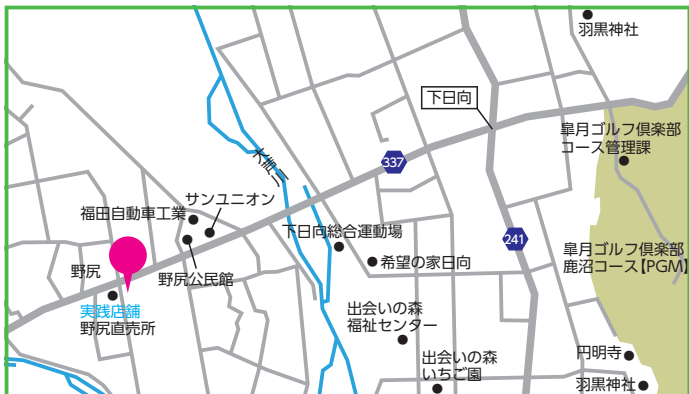 羽黒神社
下日向
皐月ゴルフ倶楽部
コース管理課
大芦川
337
サンユニオン
福田自動車工業
下日向総合運動場
241
野尻
野尻公民館
希望の家日向
皐月ゴルフ倶楽部
鹿沼コース【PGM】
実践店舗
野尻直売所
出会いの森
福祉センター
出会いの森
いちご園
円明寺
羽黒神社